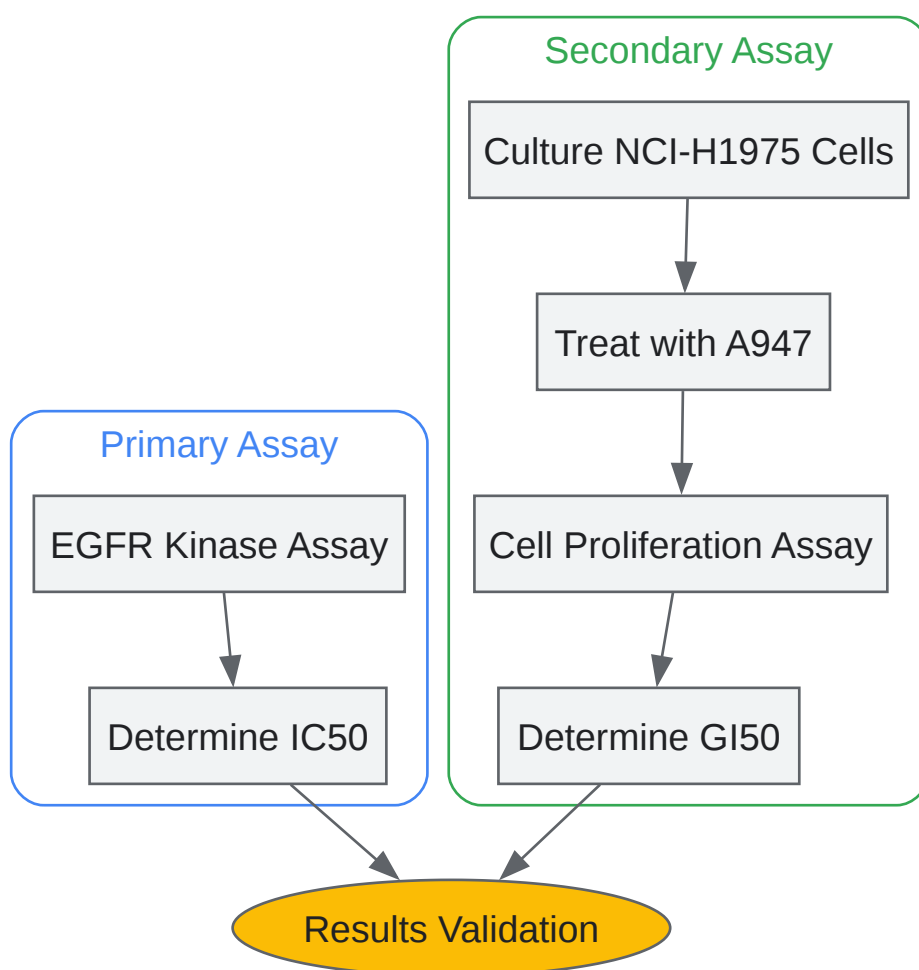 Secondary Assay
Culture NCI-H1975 Cells
Treat with A947
Primary Assay
EGFR Kinase Assay
Cell Proliferation Assay
Determine IC50
Determine GI50
Results Validation